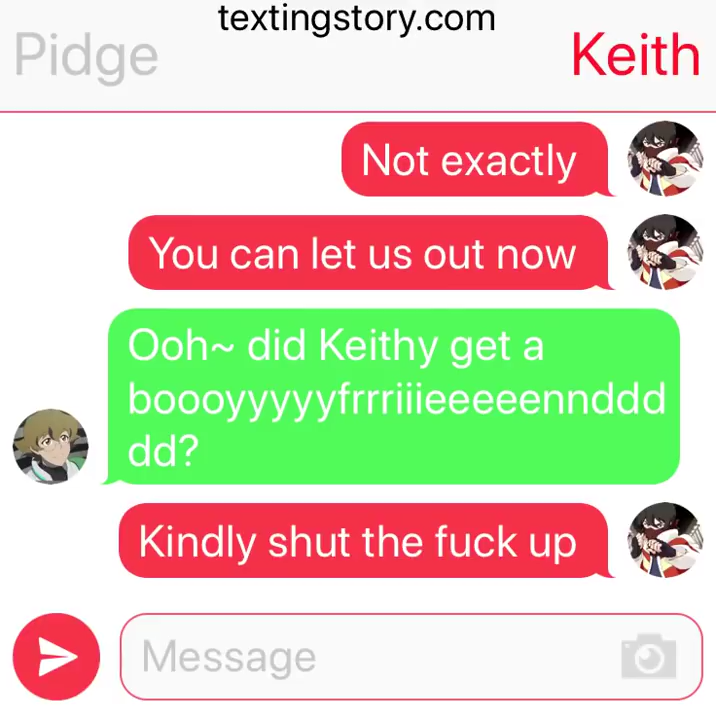 textingstory.com
Pidge Keith
Not exactly
You can let us out now
Ooh~ did Keithy get a
boooyyyyyfrrriiieeeeeennddd
dd?
Kindly shut the fuck up
Message